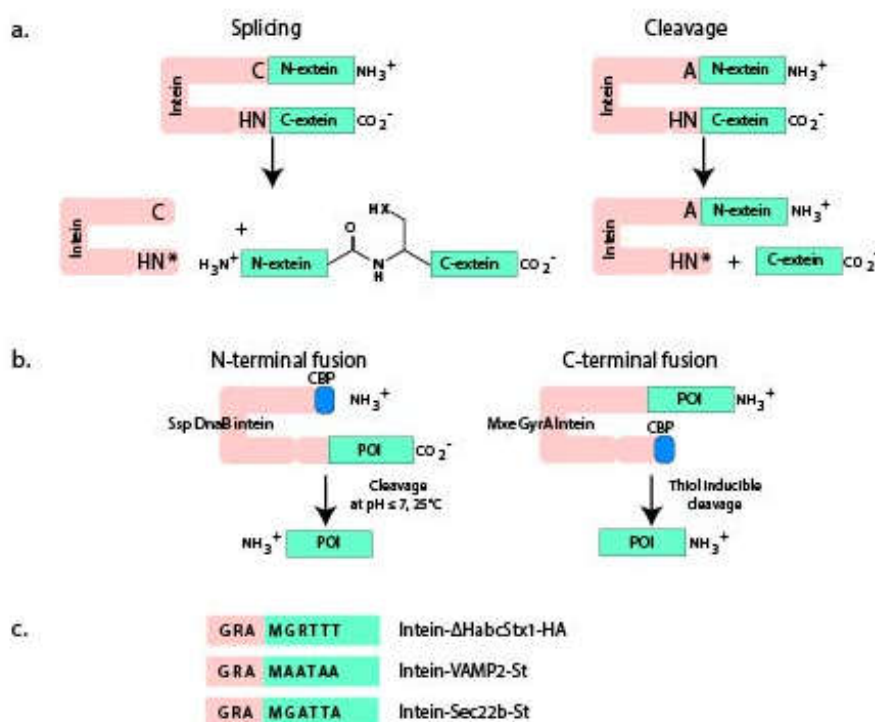 a.
Splicing
Cleavage
Intein
C
N-extein
NH3+
HN
C-extein
CO2-
Intein
A
N-extein
NH3+
HN
C-extein
CO2-
Intein
C
HN*
+
H3N+
N-extein
O
N
H
HX
C-extein
CO2-
Intein
A
N-extein
NH3+
HN*
+
C-extein
CO2-
b.
N-terminal fusion
C-terminal fusion
CBP
NH3+
Ssp DnaB intein
POI
CO2-
Cleavage
at pH ≤ 7, 25°C
NH3+
POI
POI
NH3+
Mxe GyrA Intein
CBP
Thiol inducible
cleavage
POI
NH3+
c.
GRA MGRTTT Intein-ΔHabcStx1-HA
GRA MAATAA Intein-VAMP2-St
GRA MGATTA Intein-Sec22b-St